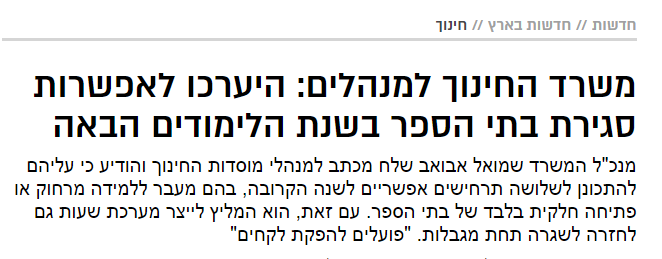 חדשות // חדשות בארץ // חינוך
משרד החינוך למנהלים: היערכו לאפשרות
סגירת בתי הספר בשנת הלימודים הבאה
מנכ"ל המשרד שמואל אבואב שלח מכתב למנהלי מוסדות החינוך והודיע כי עליהם
להתכונן לשלושה תרחישים אפשריים לשנה הקרובה, בהם מעבר ללמידה מרחוק או
פתיחה חלקית בלבד של בתי הספר. עם זאת, הוא המליץ לייצר מערכת שעות גם
לחזרה לשגרה תחת מגבלות. "פועלים להפקת לקחים"